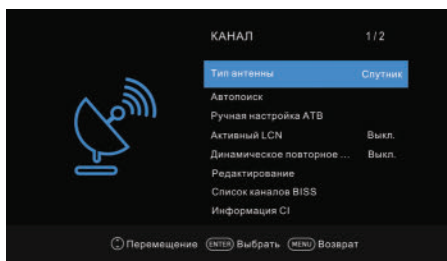 КАНАЛ 1/2
Тип антенны Спутник
Автопоиск
Ручная настройка АТВ
Активный LCN Выкл.
Динамическое повторное ... Выкл.
Редактирование
Список каналов BISS
Информация CI
Перемещение ENTER Выбрать MENU Возврат